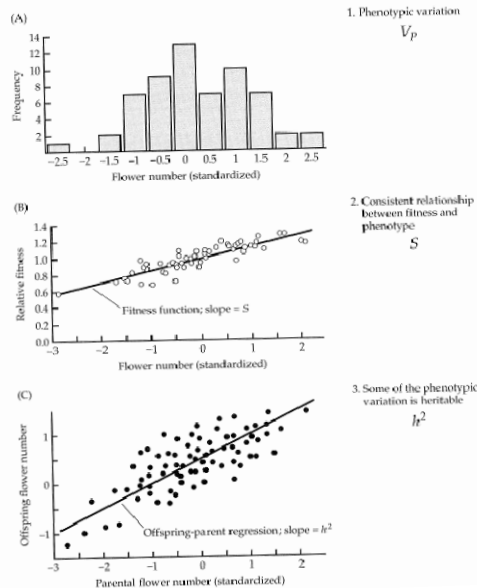 (A)
1. Phenotypic variation
Vp
Frequency
14
12
10
8
6
4
2
-2.5 -2 -1.5 -1 -0.5 0 0.5 1 1.5 2 2.5
Flower number (standardized)
(B)
2. Consistent relationship
between fitness and
phenotype
S
Relative fitness
1.4
1.2
1.0
0.8
0.6
0.4
0.2
0.0
Fitness function; slope = S
-3 -2 -1 0 1 2
Flower number (standardized)
(C)
3. Some of the phenotypic
variation is heritable
h²
Offspring flower number
1
0
-1
Offspring-parent regression; slope = h²
-3 -2 -1 0 1 2
Parental flower number (standardized)